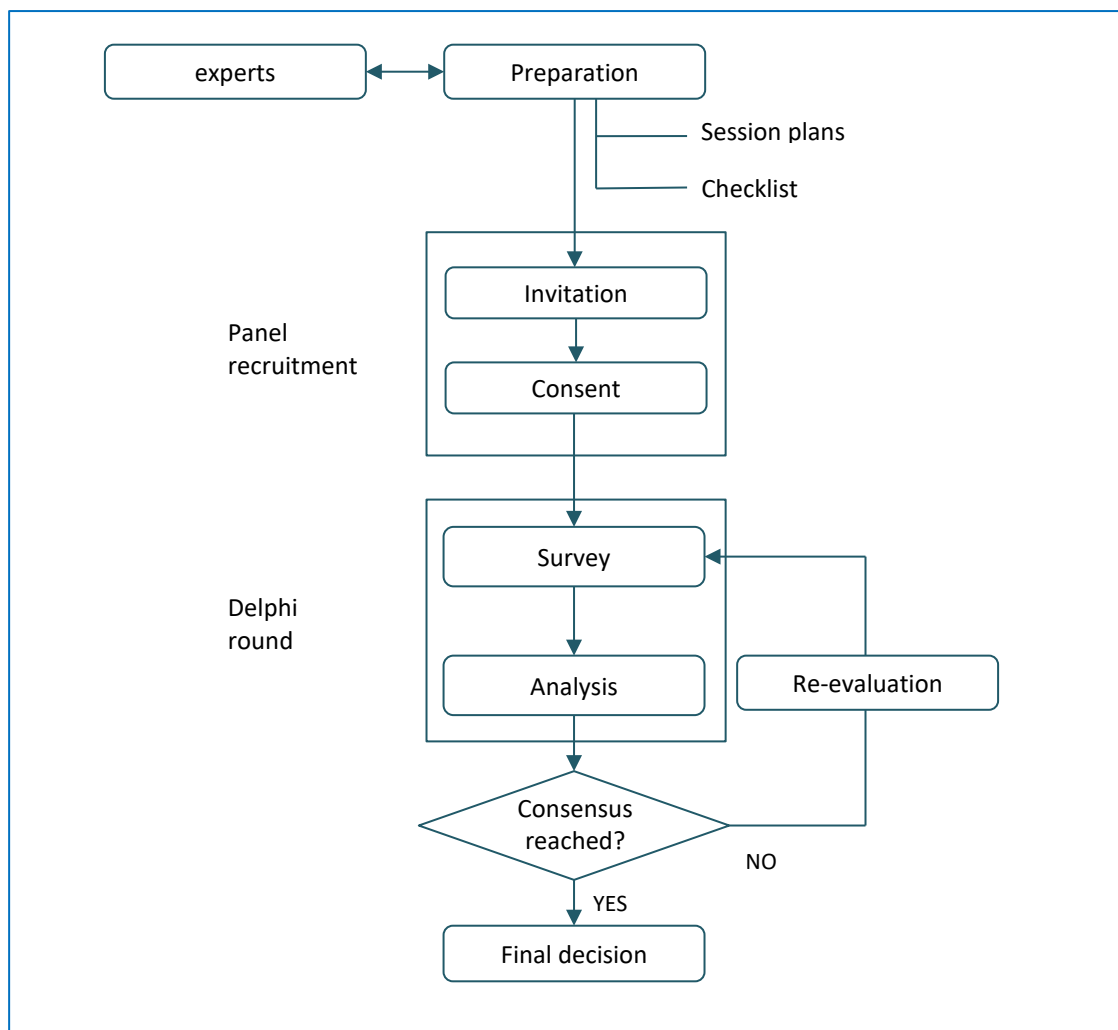 experts
Preparation
Session plans
Checklist
Invitation
Panel
recruitment
Consent
Survey
Delphi
round
Analysis
Re-evaluation
Consensus
reached?
NO
YES
Final decision